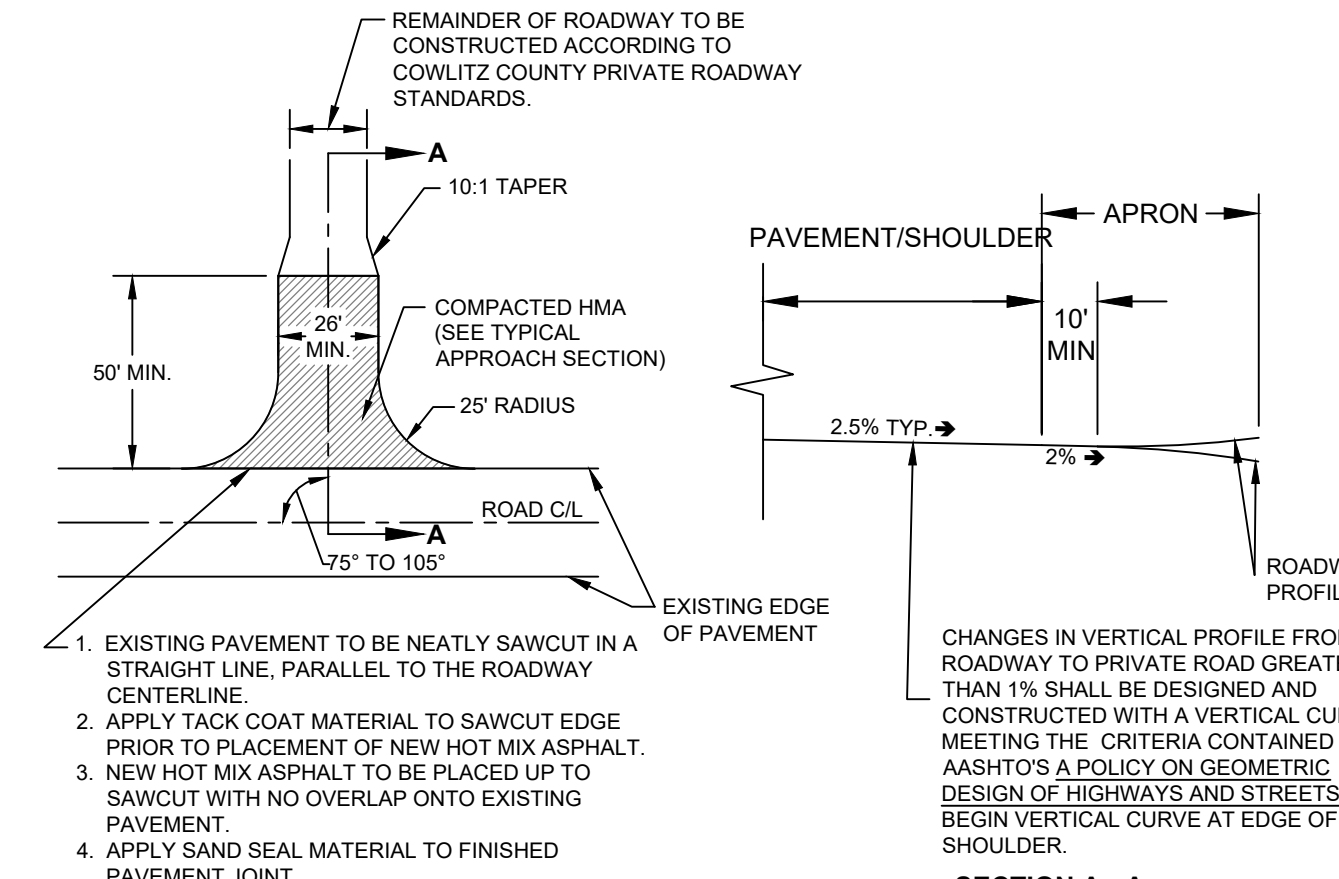 REMAINDER OF ROADWAY TO BE
CONSTRUCTED ACCORDING TO
COWLITZ COUNTY PRIVATE ROADWAY
STANDARDS.
A
10:1 TAPER
26'
MIN.
COMPACTED HMA
(SEE TYPICAL
APPROACH SECTION)
50' MIN.
25' RADIUS
ROAD C/L
A
75° TO 105°
EXISTING EDGE
OF PAVEMENT
1. EXISTING PAVEMENT TO BE NEATLY SAWCUT IN A
STRAIGHT LINE, PARALLEL TO THE ROADWAY
CENTERLINE.
2. APPLY TACK COAT MATERIAL TO SAWCUT EDGE
PRIOR TO PLACEMENT OF NEW HOT MIX ASPHALT.
3. NEW HOT MIX ASPHALT TO BE PLACED UP TO
SAWCUT WITH NO OVERLAP ONTO EXISTING
PAVEMENT.
4. APPLY SAND SEAL MATERIAL TO FINISHED
PAVEMENT JOINT
APRON
PAVEMENT/SHOULDER
10'
MIN
2.5% TYP.
2%
CHANGES IN VERTICAL PROFILE
ROADWAY TO PRIVATE ROAD
THAN 1% SHALL BE DESIGNED AND
CONSTRUCTED WITH A VERTICAL
MEETING THE CRITERIA CONTAINED
AASHTO'S A POLICY ON GEOMETRIC
DESIGN OF HIGHWAYS AND STREETS
BEGIN VERTICAL CURVE AT EDGE OF
SHOULDER.
SECTION A - A